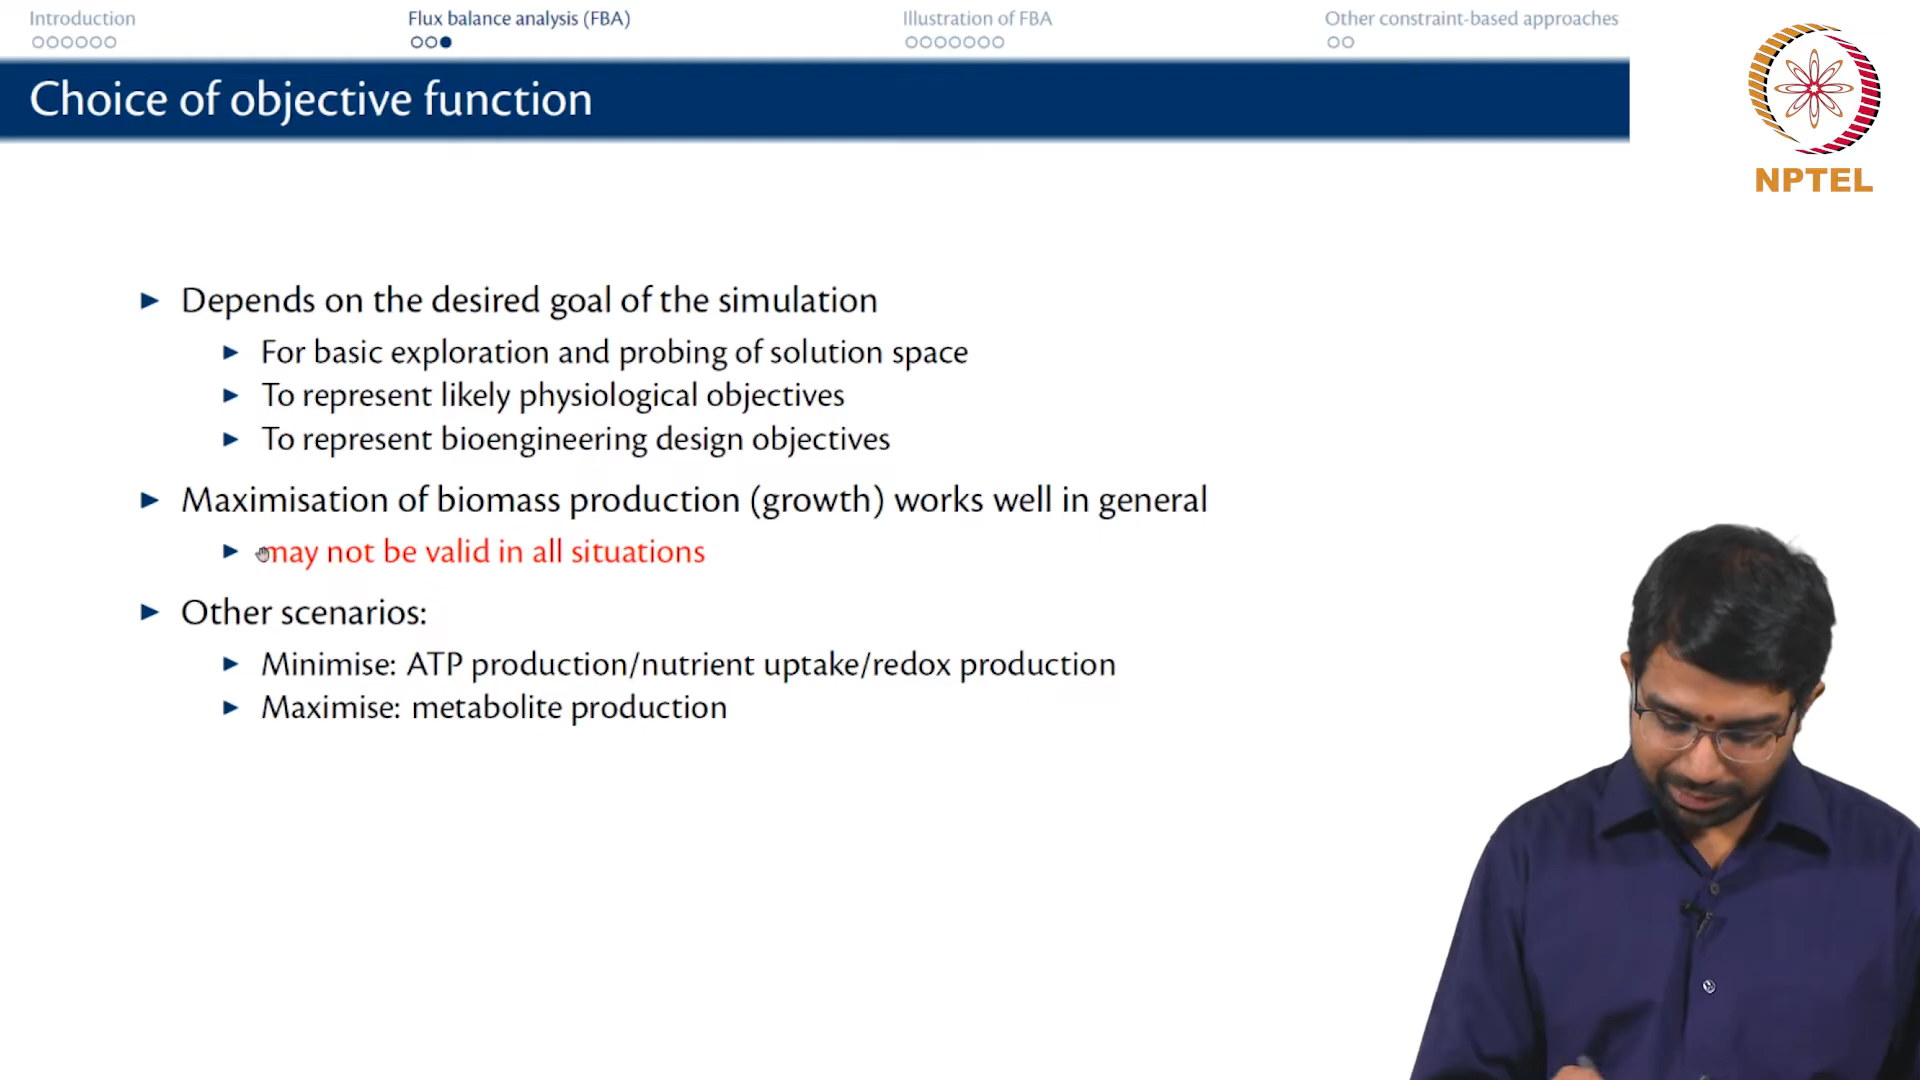 Introduction
Flux balance analysis (FBA)
Illustration of FBA
Other constraint-based approaches
Choice of objective function
NPTEL
Depends on the desired goal of the simulation
For basic exploration and probing of solution space
To represent likely physiological objectives
To represent bioengineering design objectives
Maximisation of biomass production (growth) works well in general
may not be valid in all situations
Other scenarios:
Minimise: ATP production/nutrient uptake/redox production
Maximise: metabolite production